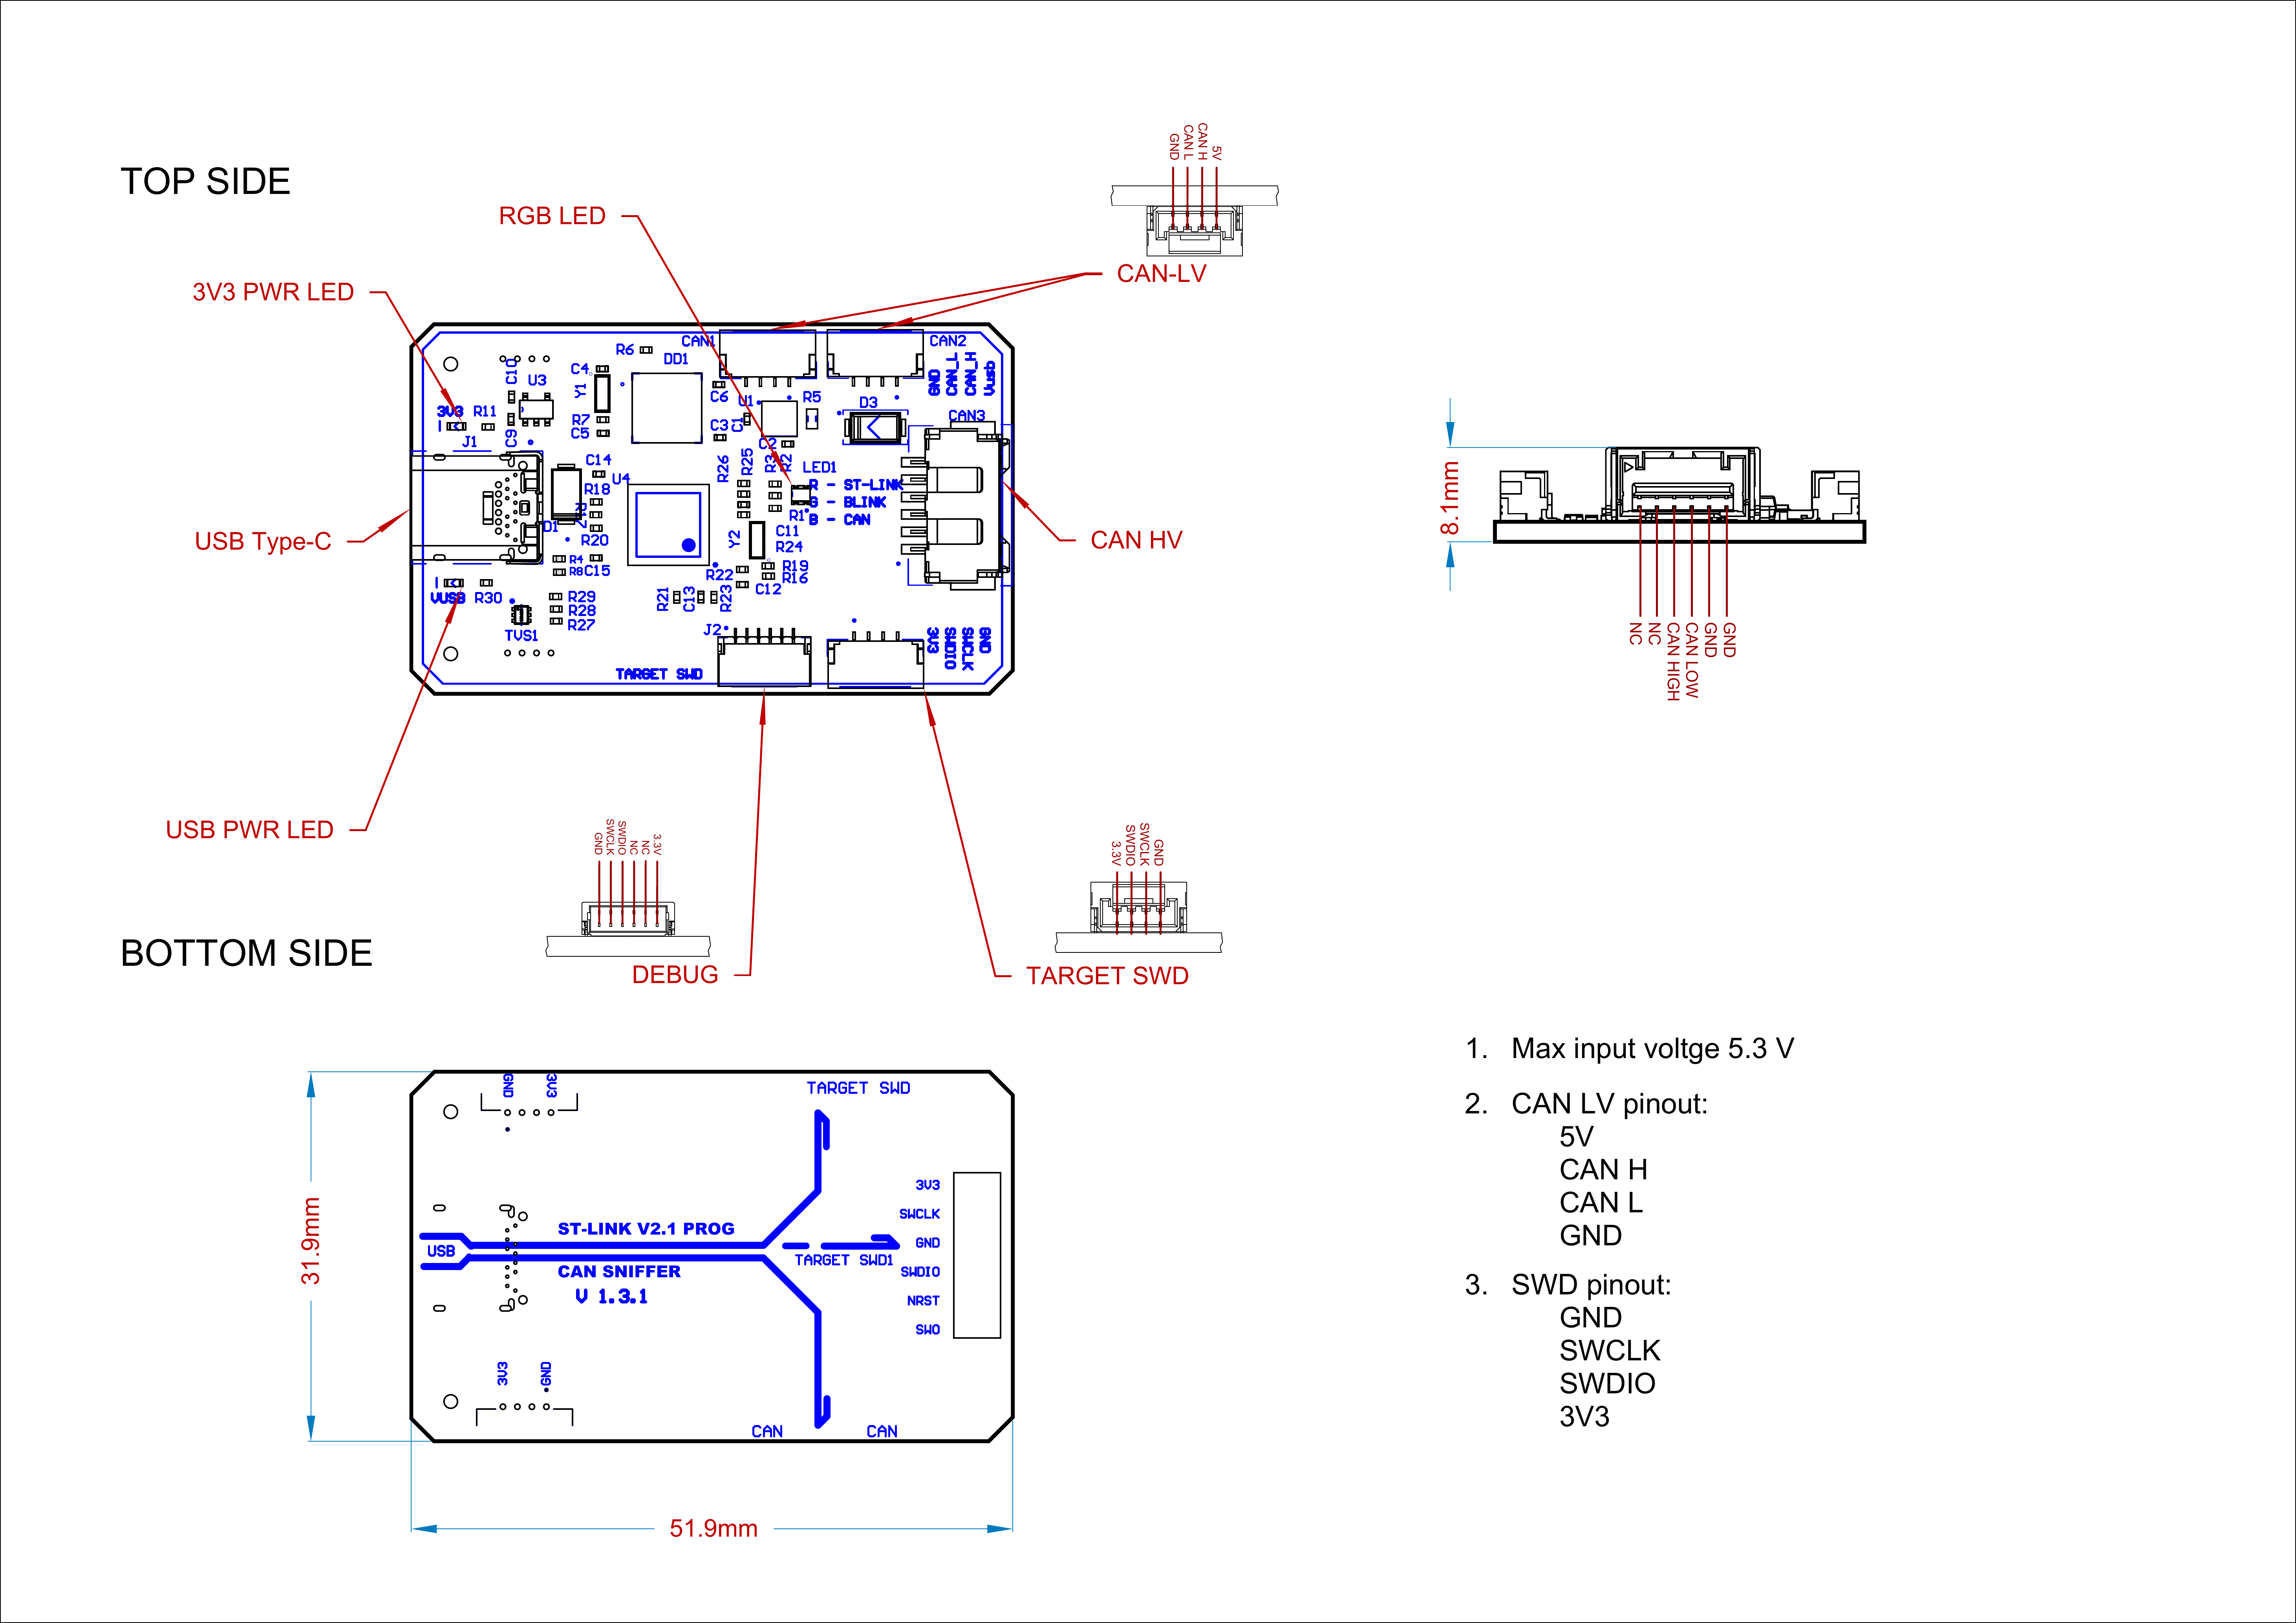 TOP SIDE
GND
CAN L
CAN H
5V
CAN-LV
RGB LED
3V3 PWR LED
USB Type-C
USB PWR LED
CAN HV
CAN1
CAN2
R6
DD1
C10
U3
C4
Y1
C6
U1
R5
D3
GND
CAN_L
CAN_H
Vusb
CAN3
3V3
R11
R7
C5
C3
C1
C2
C9
J1
C14
U4
R18
R26
R25
R3
R2
LED1
R - ST-LINK
G - BLINK
B - CAN
R1
R17
D1
R20
Y2
C11
R24
R4
R8
C15
R22
R19
R16
C12
VUSB
R30
R29
R28
R27
R21
C13
R23
TVS1
J2
3V3
SWDIO
SWCLK
GND
TARGET SWD
8.1mm
NC
NC
CAN HIGH
CAN LOW
GND
GND
GND
SWCLK
SWDIO
NC
NC
3.3V
DEBUG
3.3V
SWDIO
SWCLK
GND
TARGET SWD
BOTTOM SIDE
GND
3V3
TARGET SWD
3V3
SWCLK
GND
SWDIO
NRST
SWO
ST-LINK V2.1 PROG
USB
TARGET SWD1
CAN SNIFFER
V 1.3.1
3V3
GND
CAN
CAN
31.9mm
51.9mm
1. Max input voltge 5.3 V
2. CAN LV pinout:
5V
CAN H
CAN L
GND
3. SWD pinout:
GND
SWCLK
SWDIO
3V3